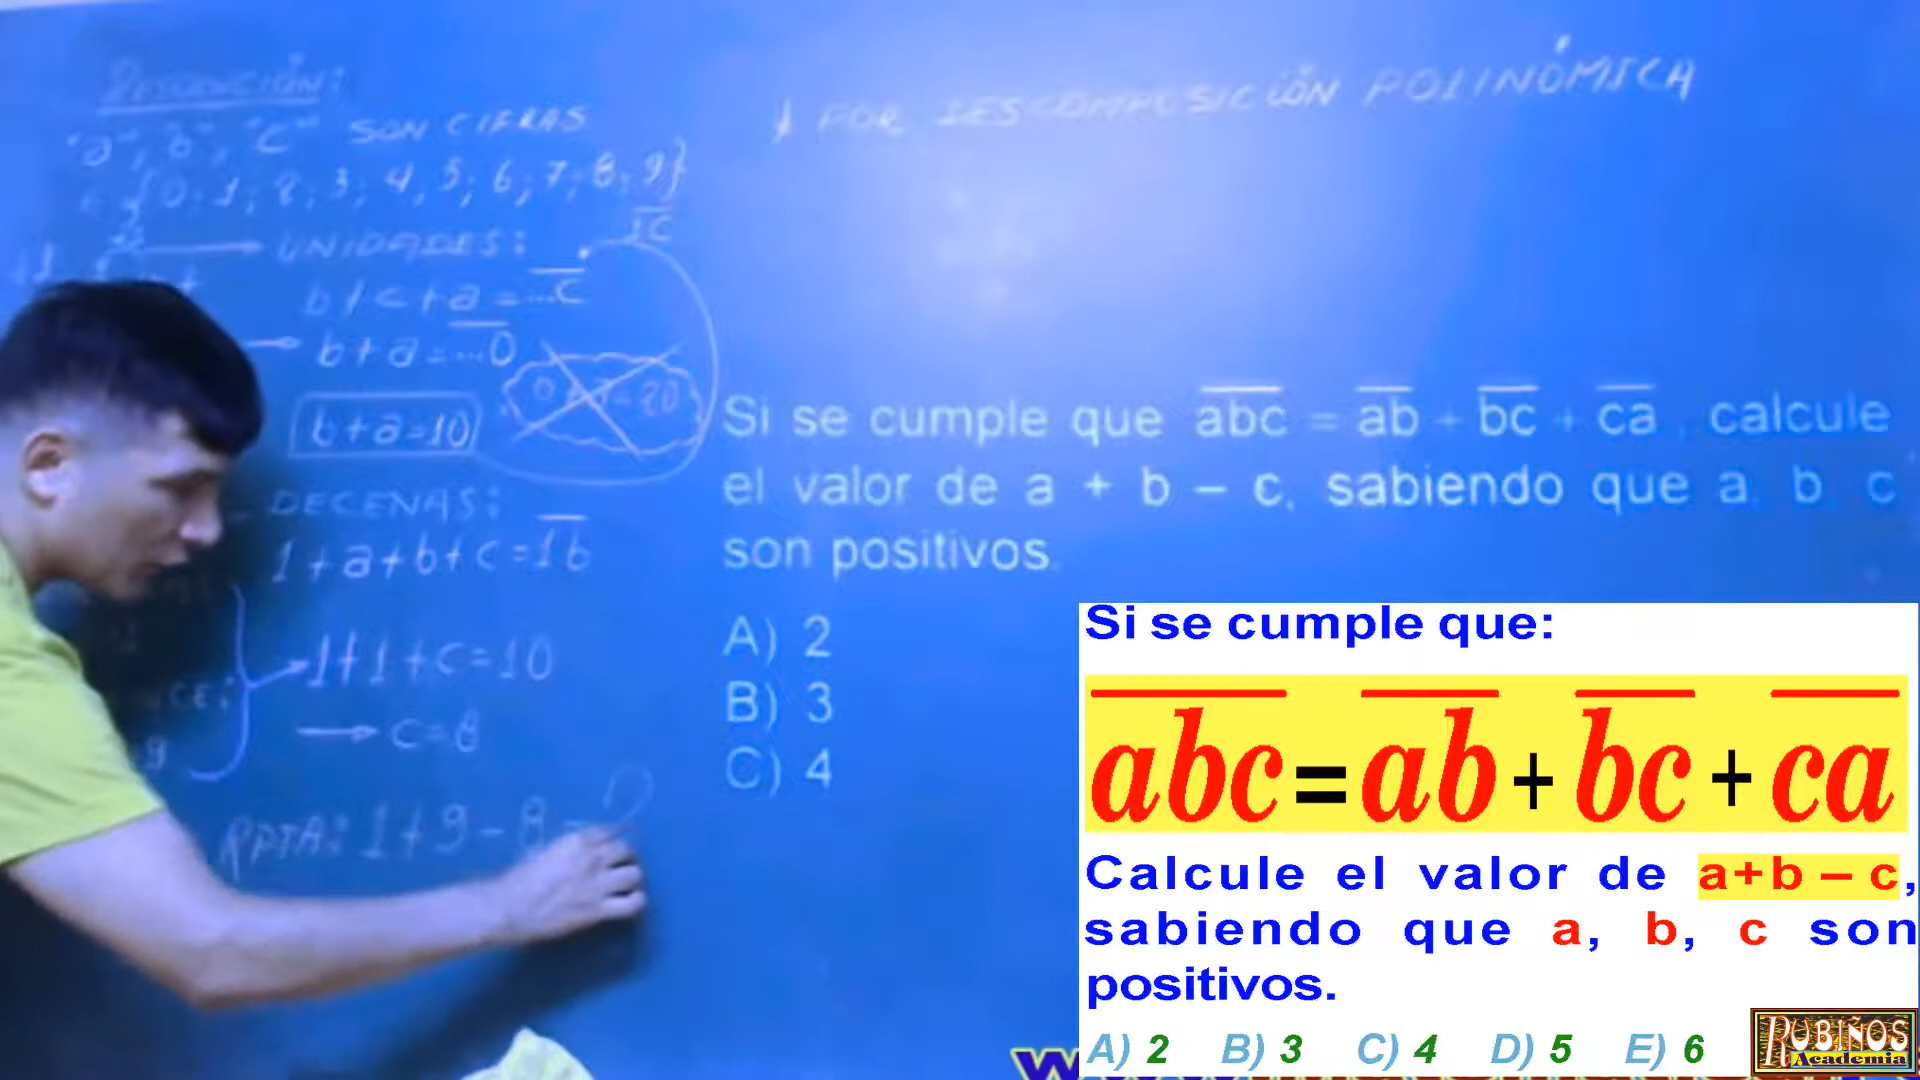 RESOLUCIÓN:
"a", "b", "c" SON CIFRAS
{0; 1; 2; 3; 4, 5; 6; 7; 8; 9}
UNIDADES:
1c
b+c+a=...c
b+a=...0
b+a=10
=20
DECENAS:
1+a+b+c=1b
1+1+c=10
c=8
RPTA: 1+9-8=2
POR DESCOMPOSICIÓN POLINÓMICA
Si se cumple que abc = ab + bc + ca, calcule
el valor de a + b – c, sabiendo que a, b, c
son positivos.
A) 2
B) 3
C) 4
Si se cumple que:
abc=ab+bc+ca
Calcule el valor de a+b – c,
sabiendo que a, b, c son
positivos.
A) 2 B) 3 C) 4 D) 5 E) 6
RUBIÑOS
Academia